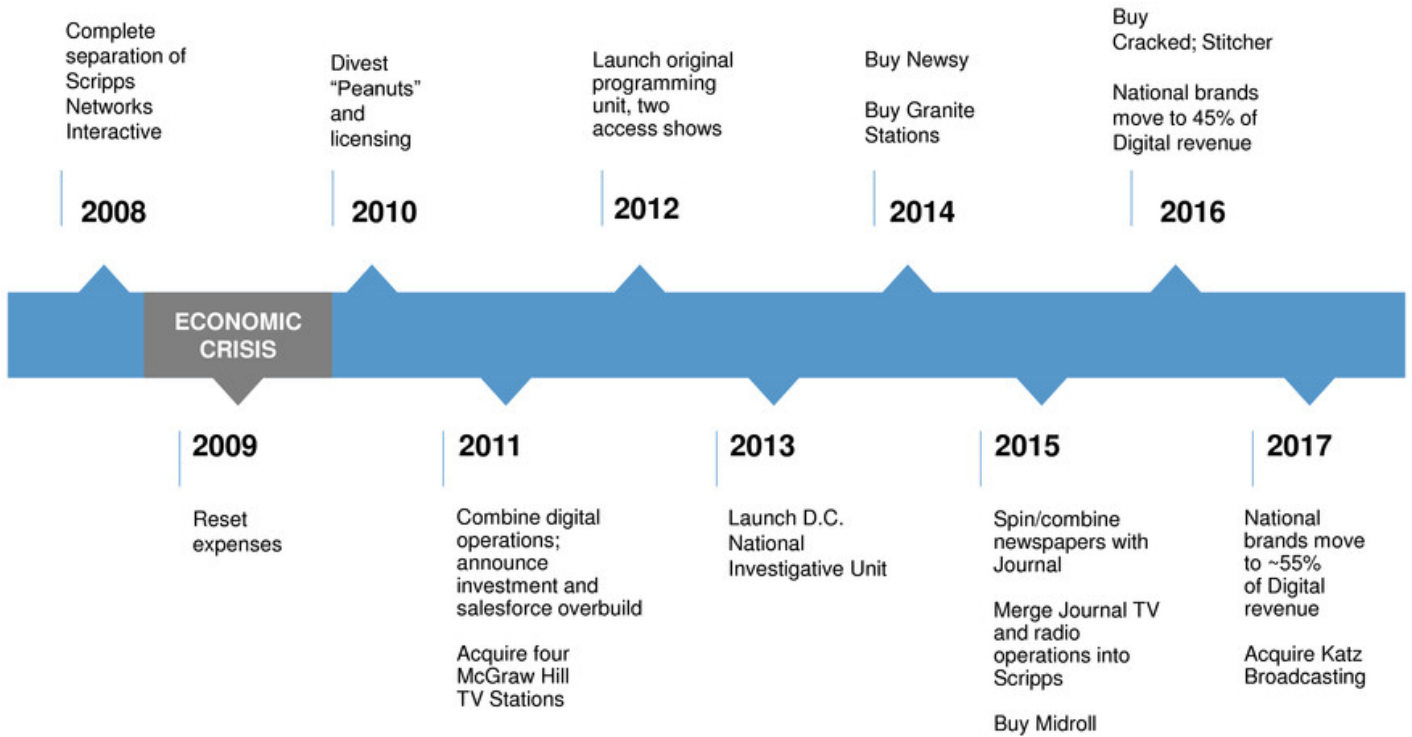 Complete
separation of
Scripps
Networks
Interactive
2008
Divest
“Peanuts”
and
licensing
2010
Launch original
programming
unit, two
access shows
2012
Buy Newsy
Buy Granite
Stations
2014
Buy
Cracked; Stitcher
National brands
move to 45% of
Digital revenue
2016
ECONOMIC
CRISIS
2009
Reset
expenses
2011
Combine digital
operations;
announce
investment and
salesforce overbuild
Acquire four
McGraw Hill
TV Stations
2013
Launch D.C.
National
Investigative Unit
2015
Spin/combine
newspapers with
Journal
Merge Journal TV
and radio
operations into
Scripps
Buy Midroll
2017
National
brands move
to ~55%
of Digital
revenue
Acquire Katz
Broadcasting